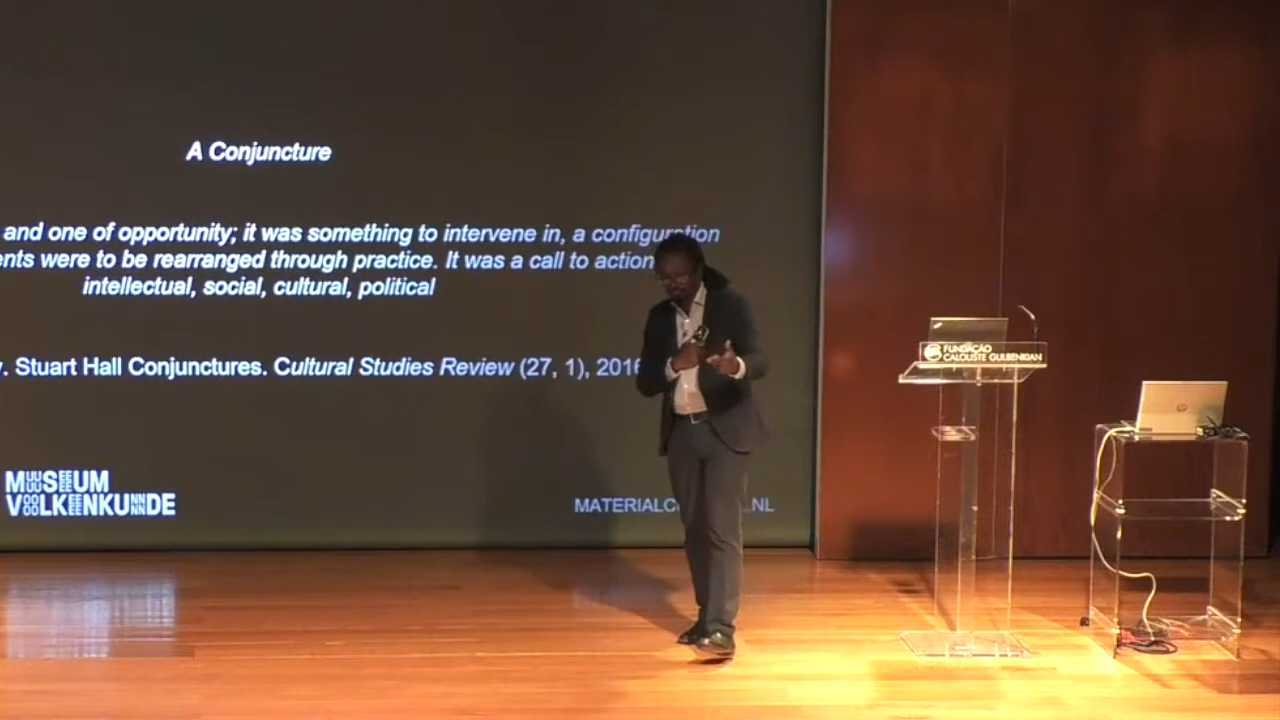 A Conjuncture
and one of opportunity; it was something to intervene in, a configuration
were to be rearranged through practice. It was a call to action
intellectual, social, cultural, political
Stuart Hall Conjunctures. Cultural Studies Review (27, 1), 2016
MUSEUM
VOLKENKUNDE
FUNDAÇÃO
CALOUSTE GULBENKIAN